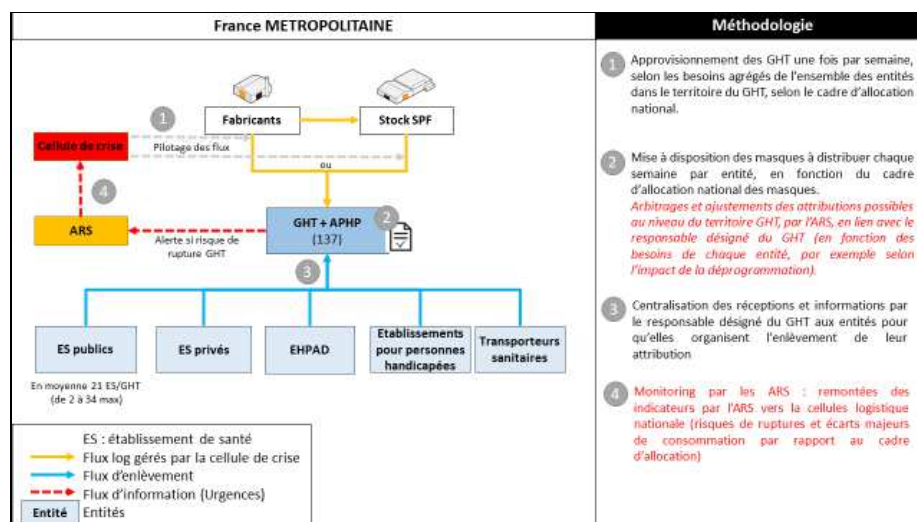 France METROPOLITAINE
Fabricants
Stock SPF
1
Cellule de crise
Pilotage des flux
ou
4
ARS
GHT + APHP
(137)
2
Alerte si risque de
rupture GHT
3
ES publics
ES privés
EHPAD
Etablissements
pour personnes
handicapées
Transporteurs
sanitaires
En moyenne 21 ES/GHT
(de 2 à 34 max)
ES : établissement de santé
Flux log gérés par la cellule de crise
Flux d'enlèvement
Flux d'information (Urgences)
Entité Entités
Méthodologie
1
Approvisionnement des GHT une fois par semaine,
selon les besoins agrégés de l'ensemble des entités
dans le territoire du GHT, selon le cadre d'allocation
national.
2
Mise à disposition des masques à distribuer chaque
semaine par entité, en fonction du cadre
d'allocation national des masques.
Arbitrages et ajustements des attributions possibles
au niveau du territoire GHT, par l'ARS, en lien avec le
responsable désigné du GHT (en fonction des
besoins de chaque entité, par exemple selon
l'impact de la déprogrammation).
3
Centralisation des réceptions et informations par
le responsable désigné du GHT aux entités pour
qu'elles organisent l'enlèvement de leur
attribution
4
Monitoring par les ARS : remontées des
indicateurs par l'ARS vers la cellules logistique
nationale (risques de ruptures et écarts majeurs
de consommation par rapport au cadre
d'allocation)